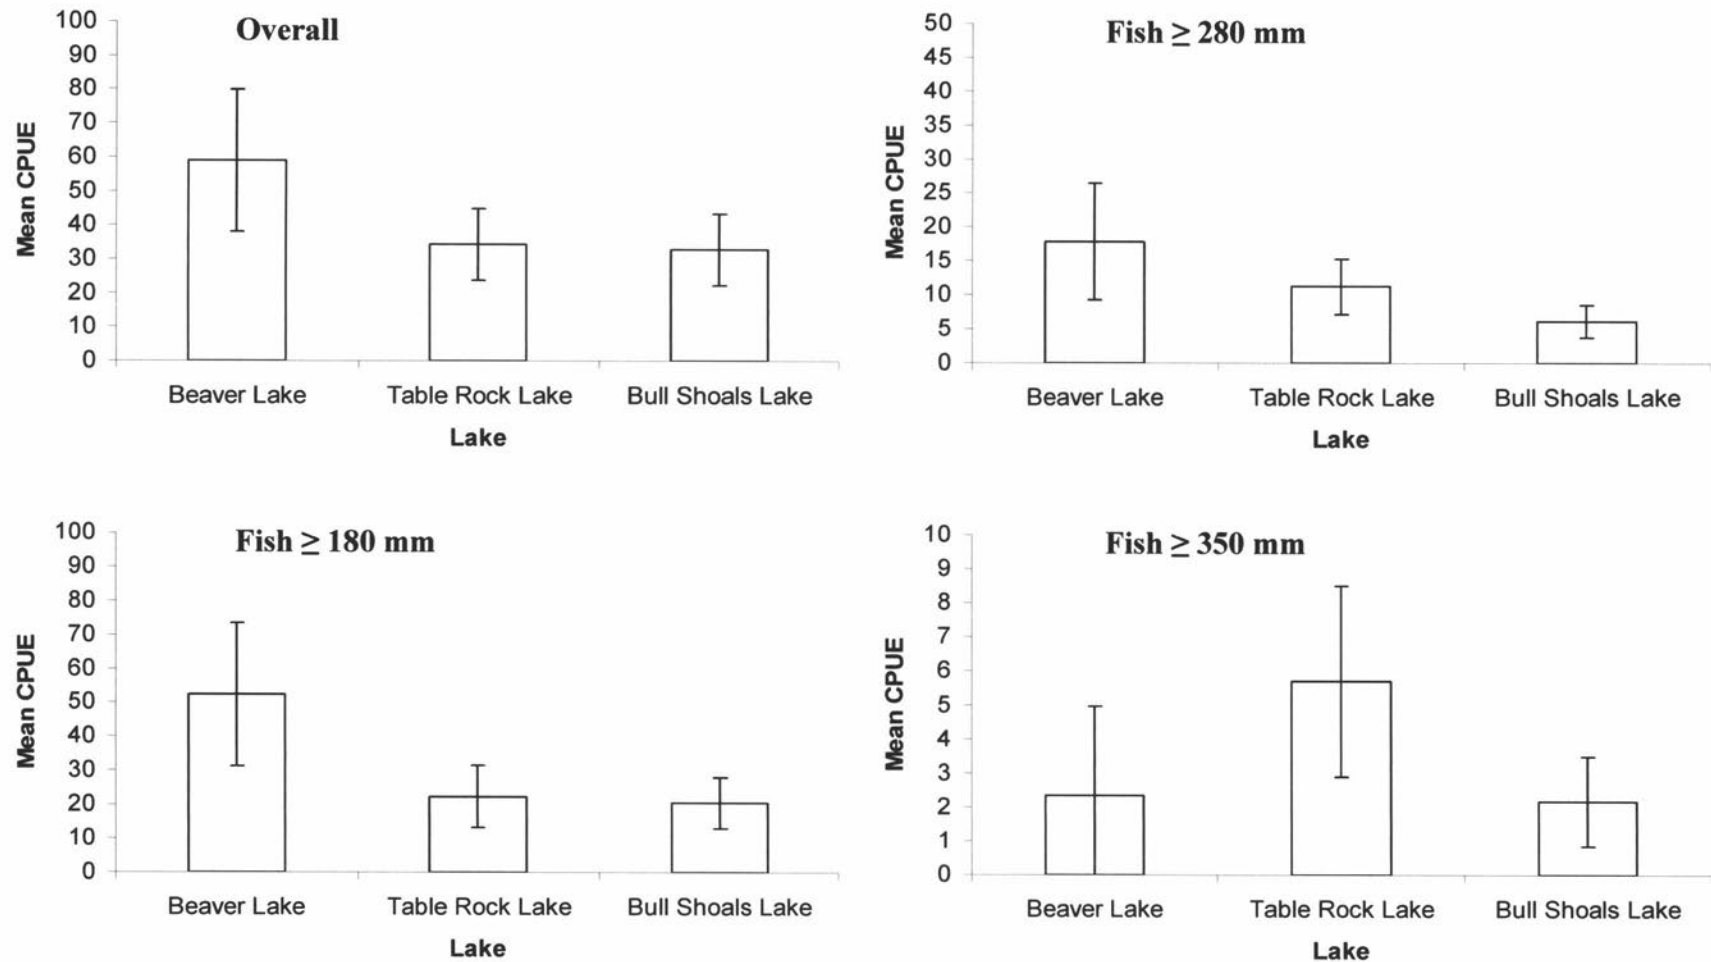 Overall
Mean CPUE
100
90
80
70
60
50
40
30
20
10
0
Beaver Lake Table Rock Lake Bull Shoals Lake
Lake
Fish ≥ 280 mm
Mean CPUE
50
45
40
35
30
25
20
15
10
5
0
Beaver Lake Table Rock Lake Bull Shoals Lake
Lake
Fish ≥ 180 mm
Mean CPUE
100
90
80
70
60
50
40
30
20
10
0
Beaver Lake Table Rock Lake Bull Shoals Lake
Lake
Fish ≥ 350 mm
Mean CPUE
10
9
8
7
6
5
4
3
2
1
0
Beaver Lake Table Rock Lake Bull Shoals Lake
Lake